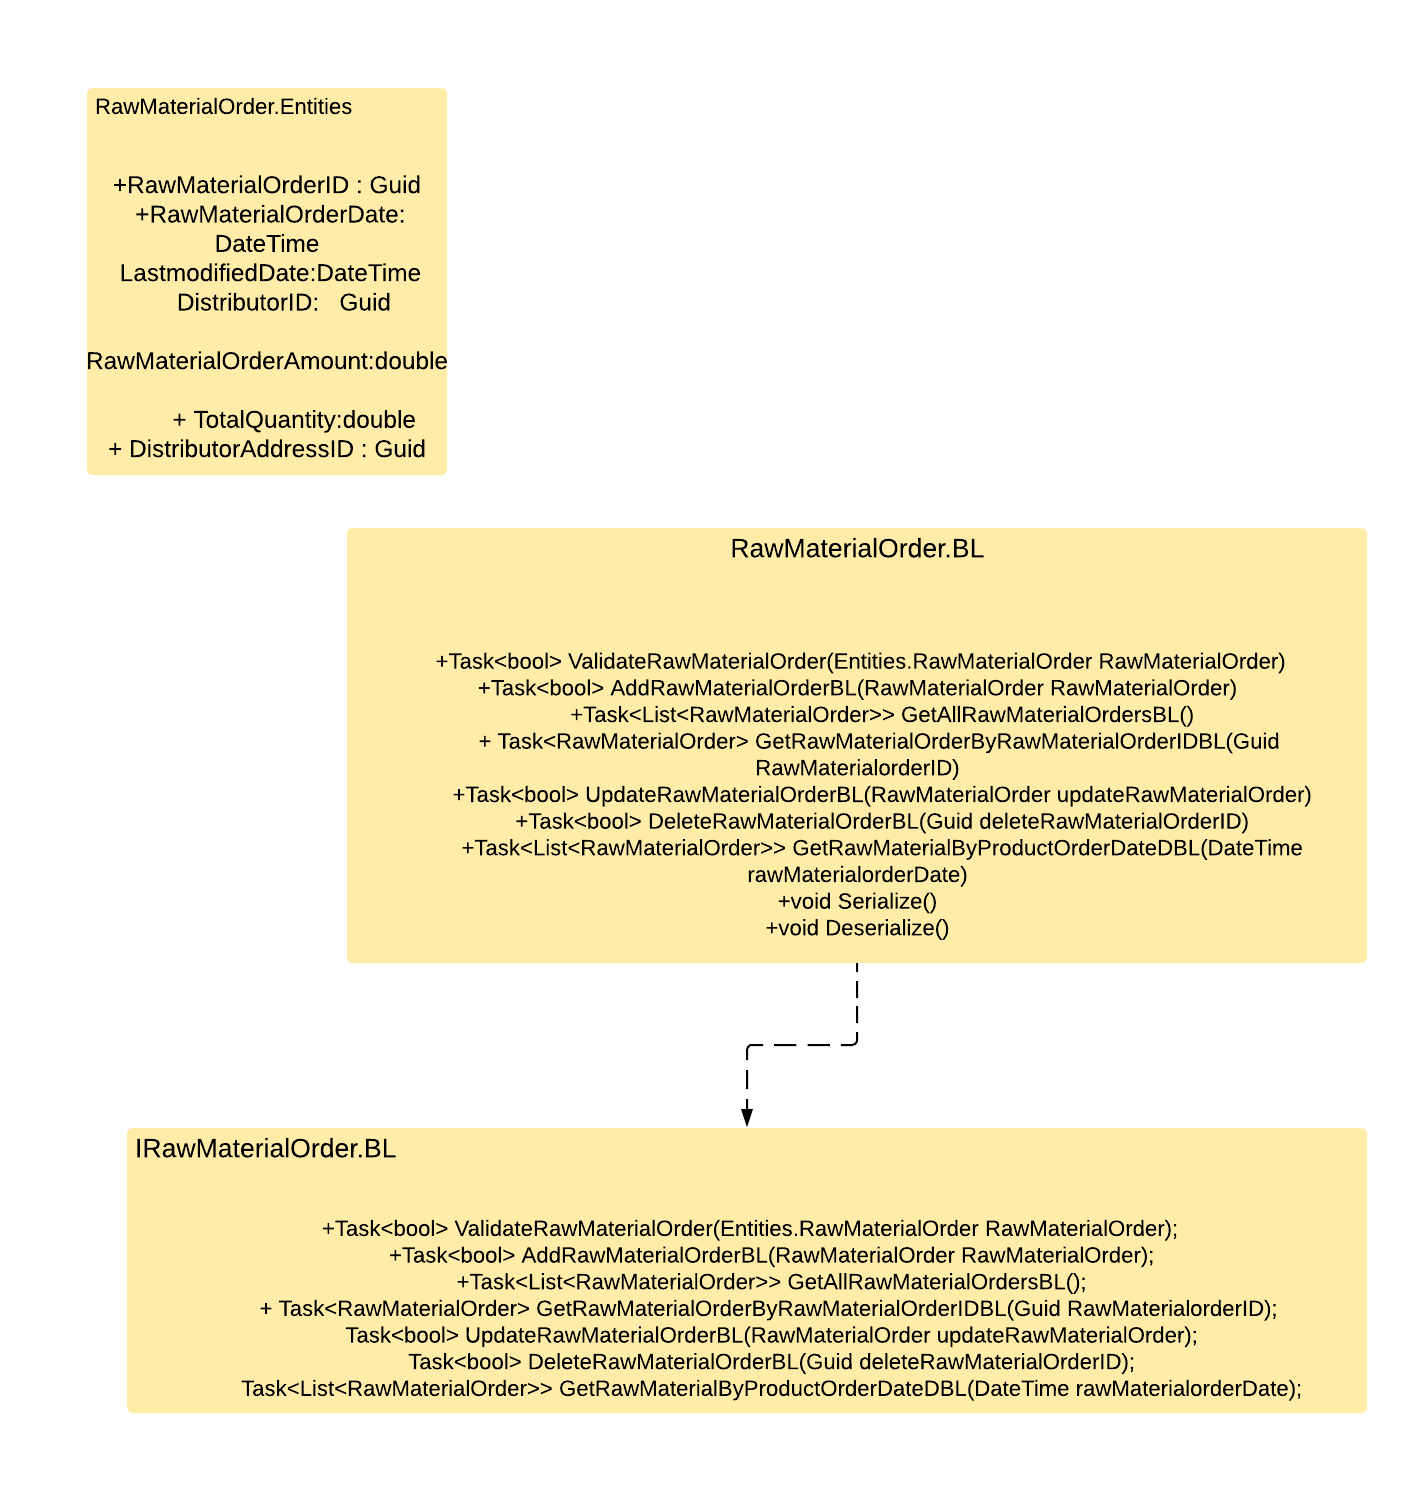 RawMaterialOrder.Entities
+RawMaterialOrderID : Guid
+RawMaterialOrderDate:
DateTime
LastmodifiedDate:DateTime
DistributorID:   Guid
RawMaterialOrderAmount:double
+ TotalQuantity:double
+ DistributorAddressID : Guid
RawMaterialOrder.BL
+Task<bool> ValidateRawMaterialOrder(Entities.RawMaterialOrder RawMaterialOrder)
+Task<bool> AddRawMaterialOrderBL(RawMaterialOrder RawMaterialOrder)
+Task<List<RawMaterialOrder>> GetAllRawMaterialOrdersBL()
+ Task<RawMaterialOrder> GetRawMaterialOrderByRawMaterialOrderIDBL(Guid
RawMaterialorderID)
+Task<bool> UpdateRawMaterialOrderBL(RawMaterialOrder updateRawMaterialOrder)
+Task<bool> DeleteRawMaterialOrderBL(Guid deleteRawMaterialOrderID)
+Task<List<RawMaterialOrder>> GetRawMaterialByProductOrderDateDBL(DateTime
rawMaterialorderDate)
+void Serialize()
+void Deserialize()
IRawMaterialOrder.BL
+Task<bool> ValidateRawMaterialOrder(Entities.RawMaterialOrder RawMaterialOrder);
+Task<bool> AddRawMaterialOrderBL(RawMaterialOrder RawMaterialOrder);
+Task<List<RawMaterialOrder>> GetAllRawMaterialOrdersBL();
+ Task<RawMaterialOrder> GetRawMaterialOrderByRawMaterialOrderIDBL(Guid RawMaterialorderID);
Task<bool> UpdateRawMaterialOrderBL(RawMaterialOrder updateRawMaterialOrder);
Task<bool> DeleteRawMaterialOrderBL(Guid deleteRawMaterialOrderID);
Task<List<RawMaterialOrder>> GetRawMaterialByProductOrderDateDBL(DateTime rawMaterialorderDate);